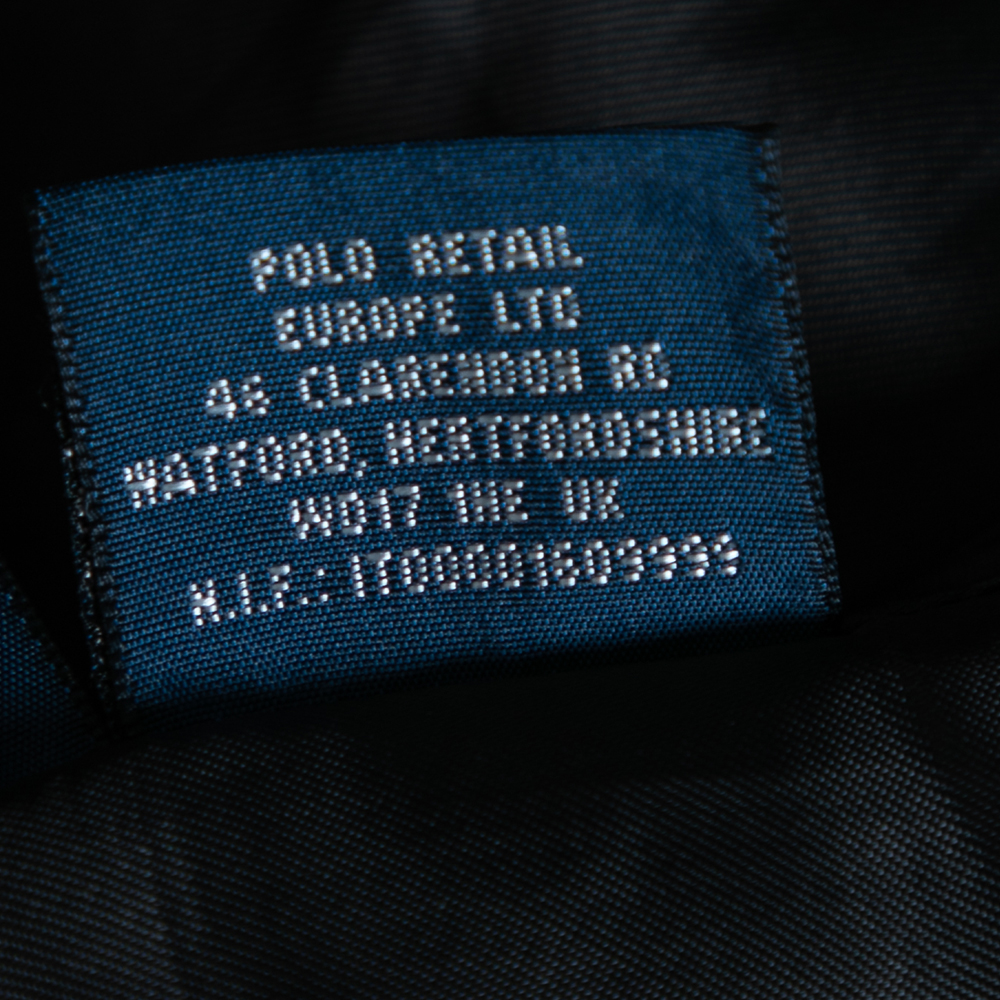 POLO RETAIL
EUROPE LTD
46 CLARENDON RD
WATFORD, HERTFORDSHIRE
WD17 1HE UK
N.I.F.: IT00001609999